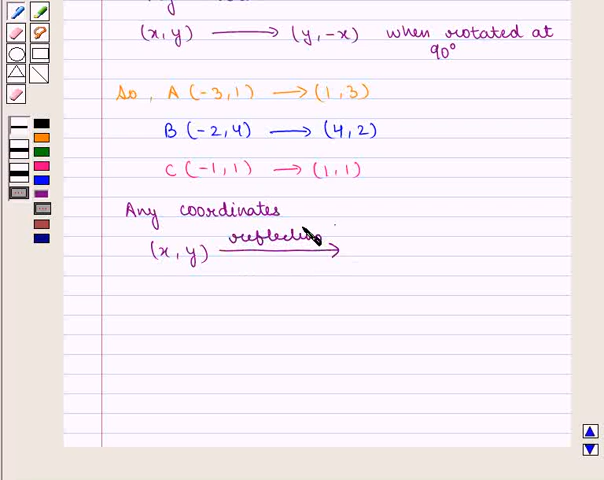 (x, y) → (y, -x) when rotated at
90°
So, A (-3, 1) → (1, 3)
B (-2, 4) → (4, 2)
C (-1, 1) → (1, 1)
Any coordinates
(x, y) →